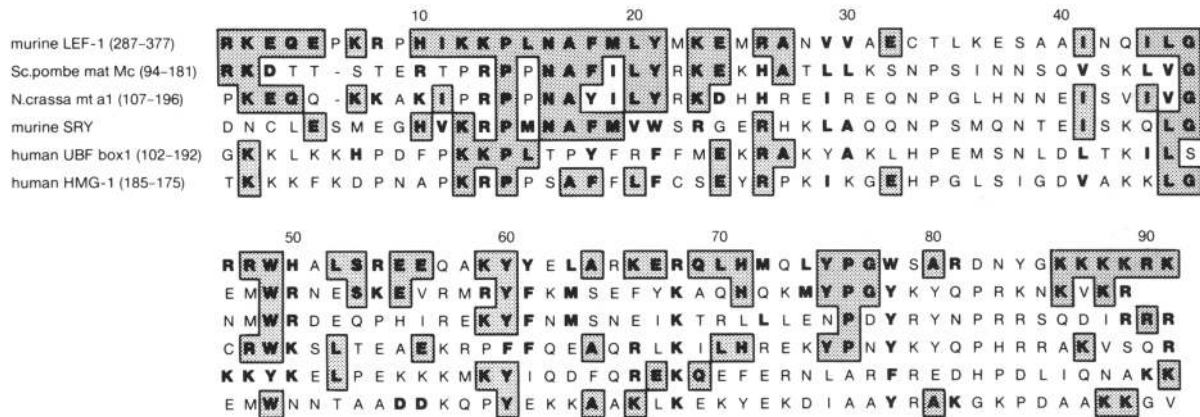 10 20 30 40
murine LEF-1 (287-377) R K E Q E P K R P H I K K P L N A F M L Y M K E M R A N V V A E C T L K E S A A I N Q I L G
Sc.pombe mat Mc (94-181) R K D T T - S T E R T P R P P N A F I L Y R K E K H A T L L K S N P S I N N S Q V S K L V G
N.crassa mt a1 (107-196) P K E Q Q - K K A K I P R P P N A Y I L Y R K D H H R E I R E Q N P G L H N N E I S V I V G
murine SRY D N C L E S M E G H V K R P M N A F M V W S R G E R H K L A Q Q N P S M Q N T E I S K Q L G
human UBF box1 (102-192) G K K L K K H P D F P K K P L T P Y F R F F M E K R A K Y A K L H P E M S N L D L T K I L S
human HMG-1 (185-175) T K K K F K D P N A P K R P P S A F F L F C S E Y R P K I K G E H P G L S I G D V A K K L G
50 60 70 80 90
R R W H A L S R E E Q A K Y Y E L A R K E R Q L H M Q L Y P G W S A R D N Y G K K K K R K
E M W R N E S K E V R M R Y F K M S E F Y K A Q H Q K M Y P G Y K Y Q P R K N K V K R
N M W R D E Q P H I R E K Y F N M S N E I K T R L L L E N P D Y R Y N P R R S Q D I R R R
C R W K S L T E A E K R P F F Q E A Q R L K I L H R E K Y P N Y K Y Q P H R R A K V S Q R
K K Y K E L P E K K K M K Y I Q D F Q R E K Q E F E R N L A R F R E D H P D L I Q N A K K
E M W N N T A A D D K Q P Y E K K A A K L K E K Y E K D I A A Y R A K G K P D A A K K G V